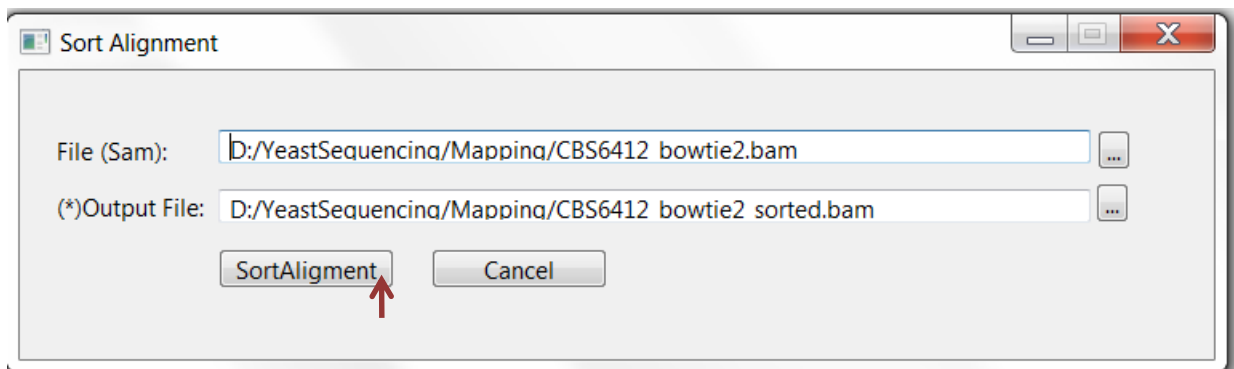 Sort Alignment
File (Sam): D:/YeastSequencing/Mapping/CBS6412_bowtie2.bam ...
(*)Output File: D:/YeastSequencing/Mapping/CBS6412_bowtie2_sorted.bam ...
SortAligment Cancel